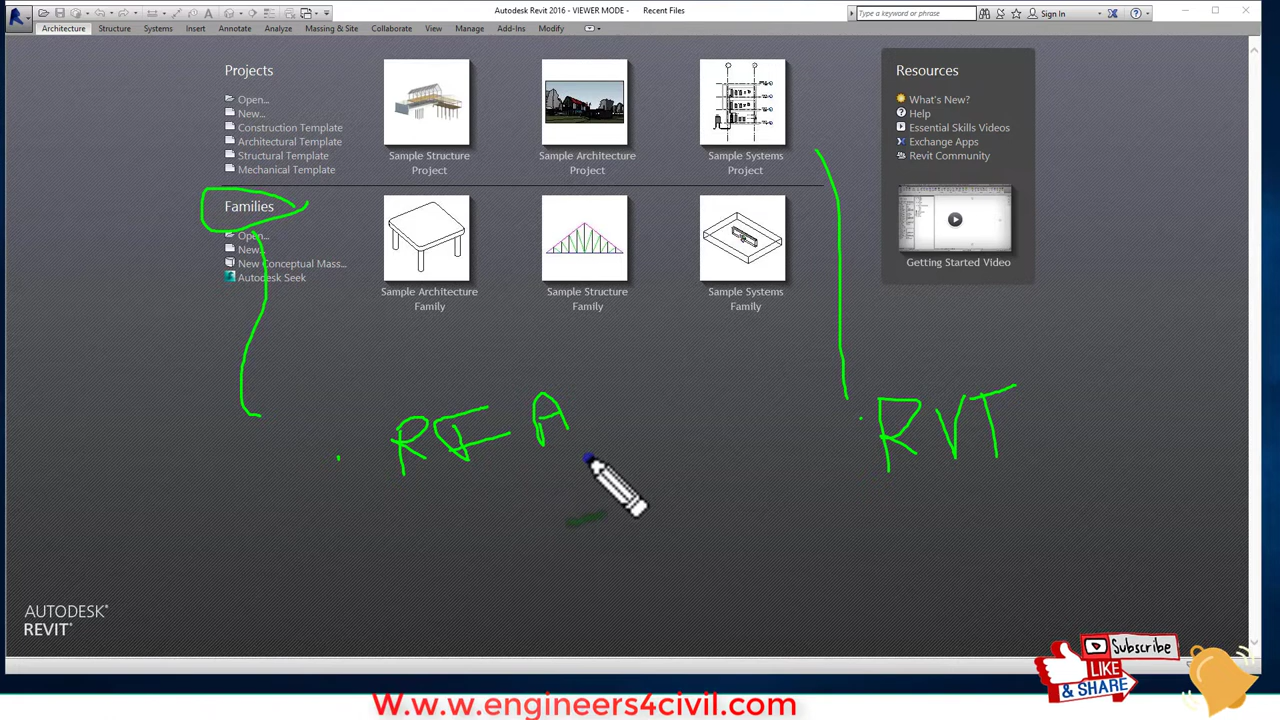 Autodesk Revit 2016 - VIEWER MODE - Recent Files
Type a keyword or phrase
Sign In
Architecture Structure Systems Insert Annotate Analyze Massing & Site Collaborate View Manage Add-Ins Modify
Projects
Open...
New...
Construction Template
Architectural Template
Structural Template
Mechanical Template
Sample Structure
Project
Sample Architecture
Project
Sample Systems
Project
Families
Open...
New...
New Conceptual Mass...
Autodesk Seek
Sample Architecture
Family
Sample Structure
Family
Sample Systems
Family
Resources
What's New?
Help
Essential Skills Videos
Exchange Apps
Revit Community
Getting Started Video
. RFA
. RVT
AUTODESK®
REVIT®
Subscribe
LIKE
& SHARE
W.w.w.engineers4civil.com